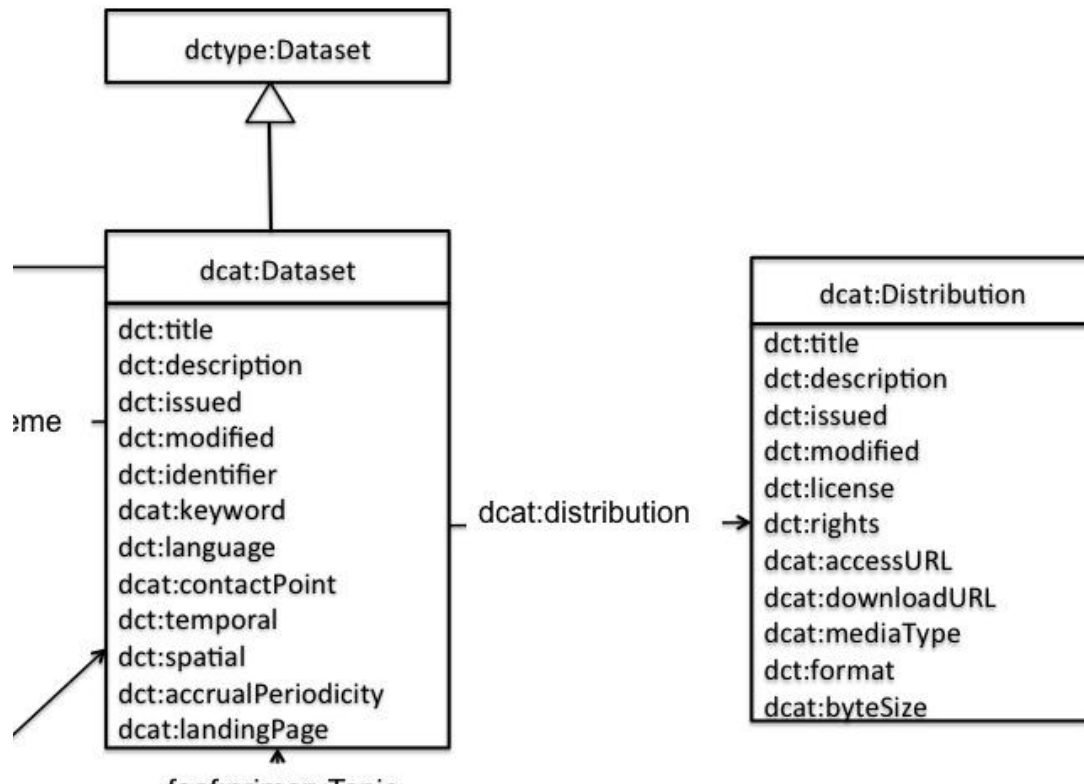 dctype:Dataset
dcat:Dataset
dct:title
dct:description
dct:issued
dct:modified
dct:identifier
dcat:keyword
dct:language
dcat:contactPoint
dct:temporal
dct:spatial
dct:accrualPeriodicity
dcat:landingPage
eme
dcat:distribution
dcat:Distribution
dct:title
dct:description
dct:issued
dct:modified
dct:license
dct:rights
dcat:accessURL
dcat:downloadURL
dcat:mediaType
dct:format
dcat:byteSize